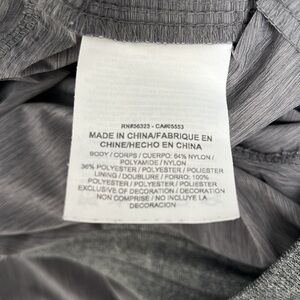 RN#56323 - CA#05553
MADE IN CHINA/FABRIQUE EN
CHINE/HECHO EN CHINA
BODY / CORPS / CUERPO: 64% NYLON /
POLYAMIDE / NYLON
36% POLYESTER / POLYESTER / POLIESTER
LINING / DOUBLURE / FORRO: 100%
POLYESTER / POLYESTER / POLIESTER
EXCLUSIVE OF DECORATION / DECORATION
NON COMPRISE / NO INCLUYE LA
DECORACION